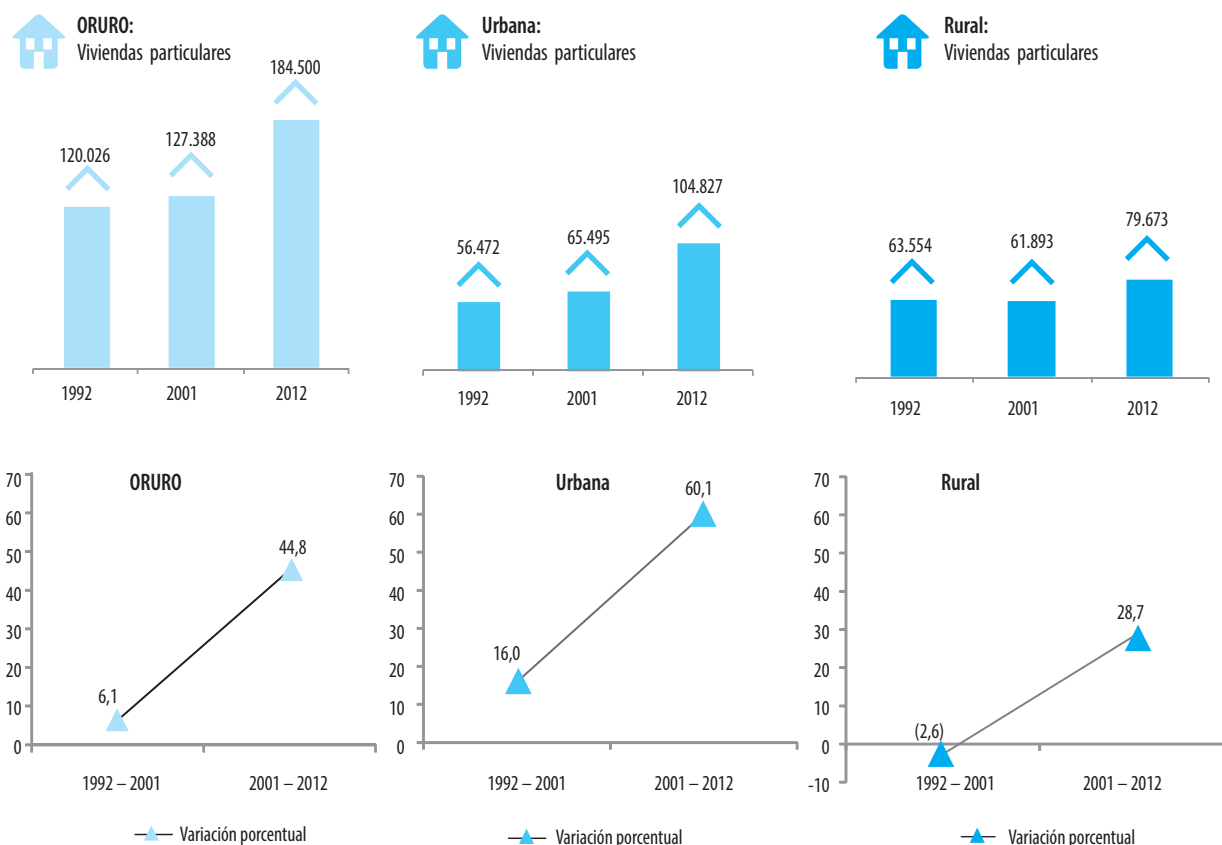 ORURO:
Viviendas particulares
184.500
127.388
120.026
1992
2001
2012
Urbana:
Viviendas particulares
104.827
65.495
56.472
1992
2001
2012
Rural:
Viviendas particulares
79.673
63.554
61.893
1992
2001
2012
ORURO
70
60
50
40
30
20
10
0
44,8
6,1
1992 – 2001
2001 – 2012
Variación porcentual
Urbana
70
60
50
40
30
20
10
0
60,1
16,0
1992 – 2001
2001 – 2012
Variación porcentual
Rural
70
60
50
40
30
20
10
0
-10
28,7
(2,6)
1992 – 2001
2001 – 2012
Variación porcentual